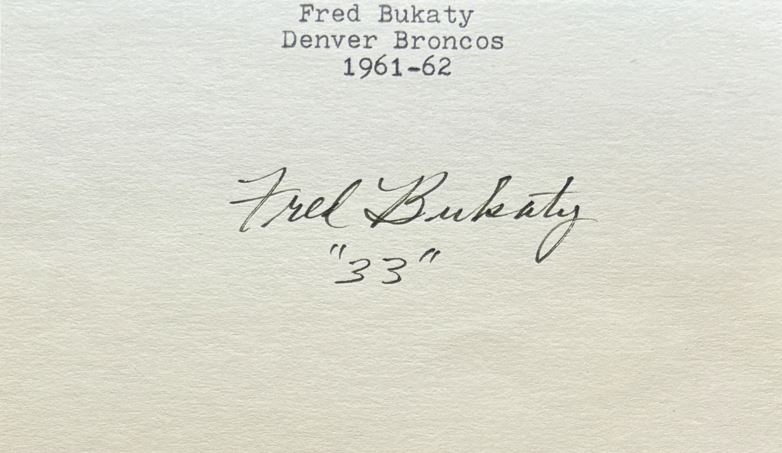 Fred Bukaty
Denver Broncos
1961-62
Fred Bukaty
"33"